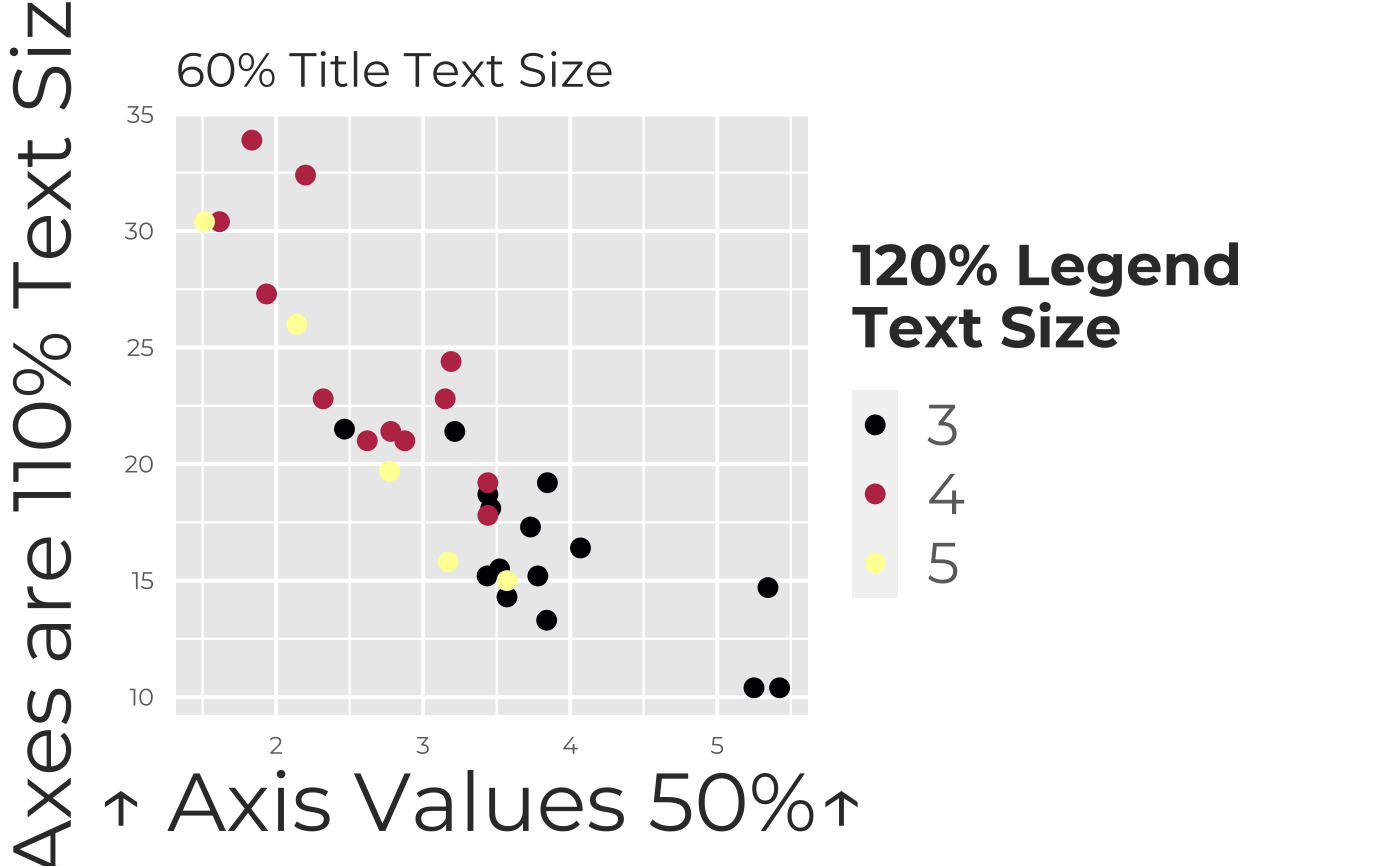 60% Title Text Size
Axes are 110% Text Siz
35
30
25
20
15
10
2 3 4 5
↑ Axis Values 50%↑
120% Legend
Text Size
3
4
5